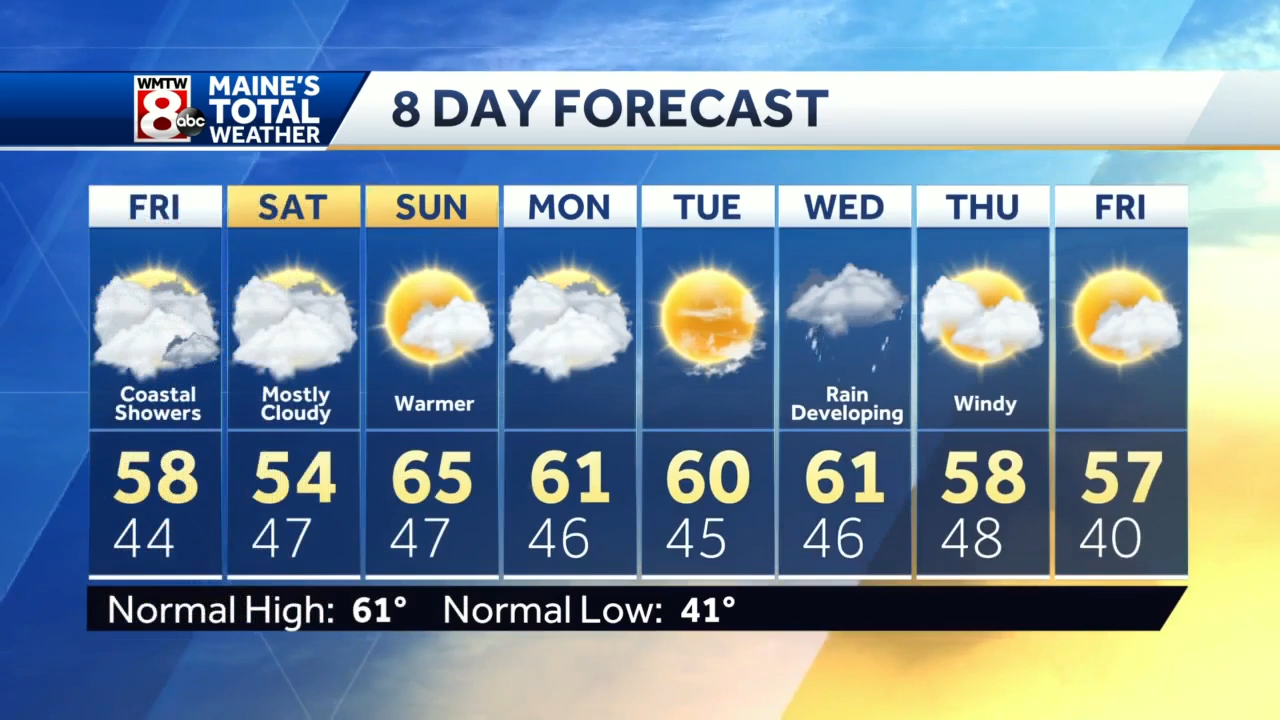 WMTW
8
abc
MAINE'S
TOTAL
WEATHER
8 DAY FORECAST
FRI SAT SUN MON TUE WED THU FRI
Coastal Showers
Mostly Cloudy
Warmer
Rain Developing
Windy
58 54 65 61 60 61 58 57
44 47 47 46 45 46 48 40
Normal High: 61° Normal Low: 41°